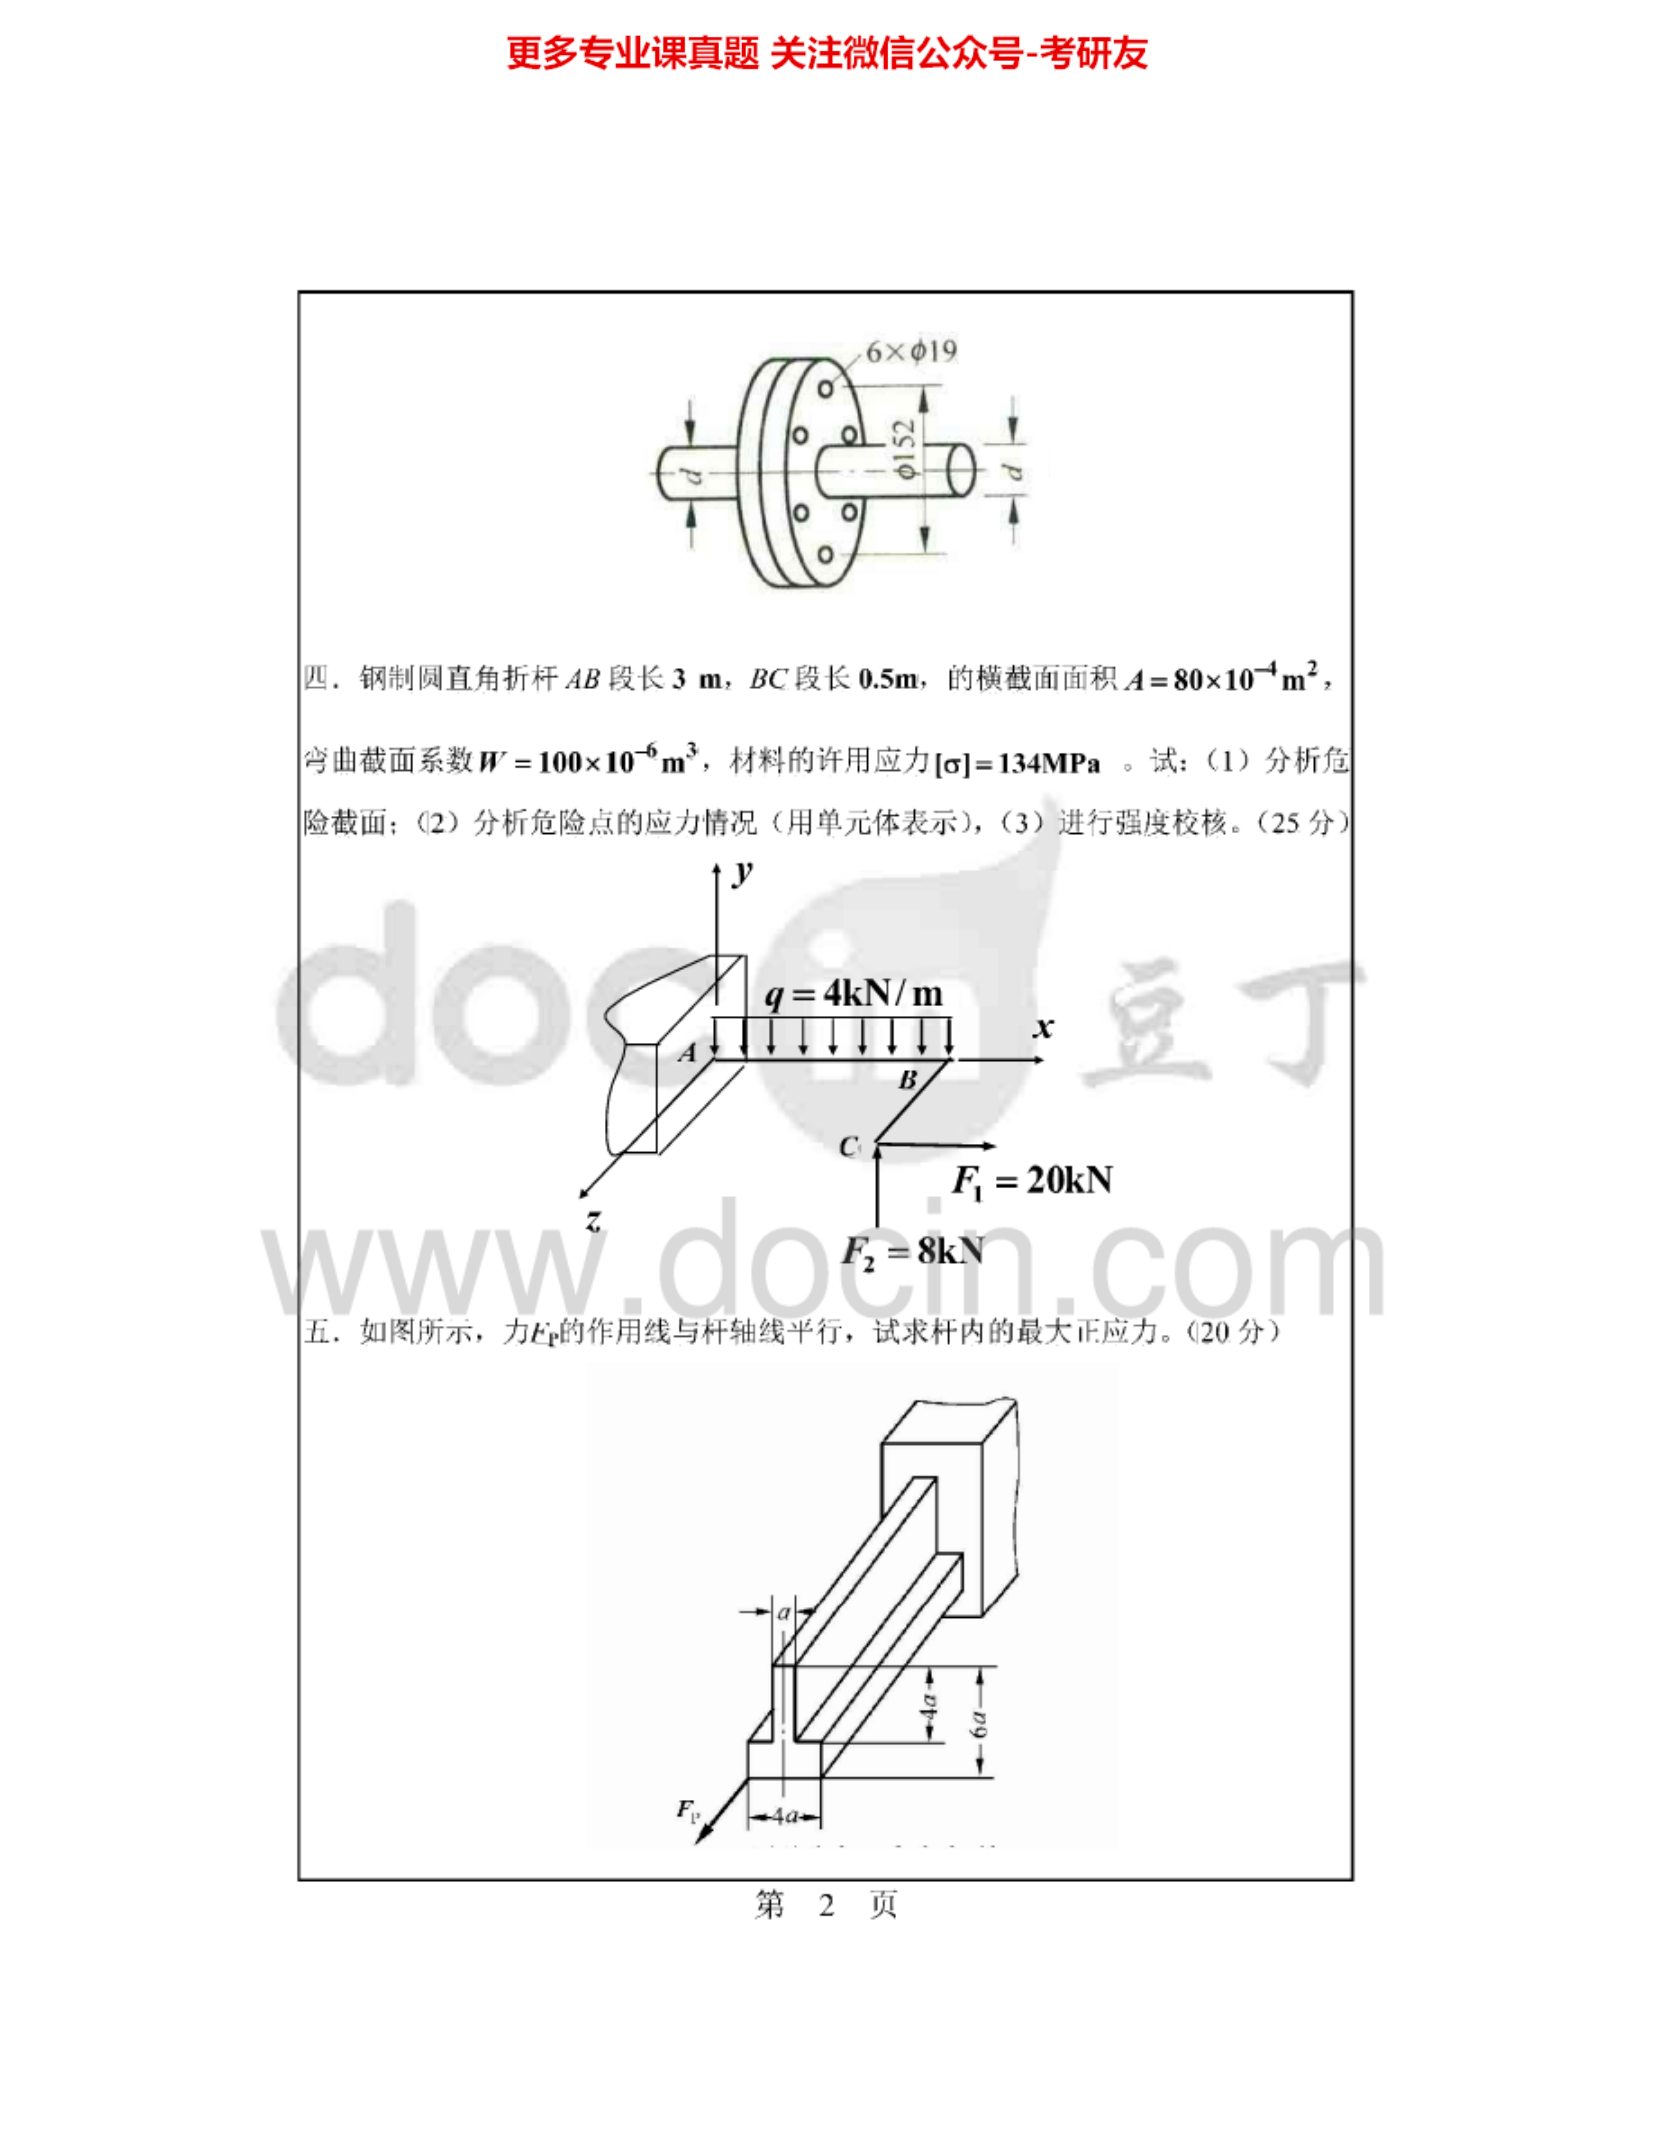 更多专业课真题 关注微信公众号-考研友
6×ϕ19
ϕ152
d
d
四．钢制圆直角折杆 AB 段长 3 m，BC 段长 0.5m，的横截面面积 A＝80×10⁻⁴ m²，
弯曲截面系数 W＝100×10⁻⁶ m³，材料的许用应力[σ]＝134MPa 。试:（1）分析危
险截面；（2）分析危险点的应力情况（用单元体表示），（3）进行强度校核。（25 分）
y
q = 4kN/m
x
A
B
C
F₁ = 20kN
z
F₂ = 8kN
docin 豆丁
www.docin.com
五．如图所示，力Fₚ的作用线与杆轴线平行，试求杆内的最大正应力。（20 分）
a
4a
6a
Fₚ
4a
第 2 页